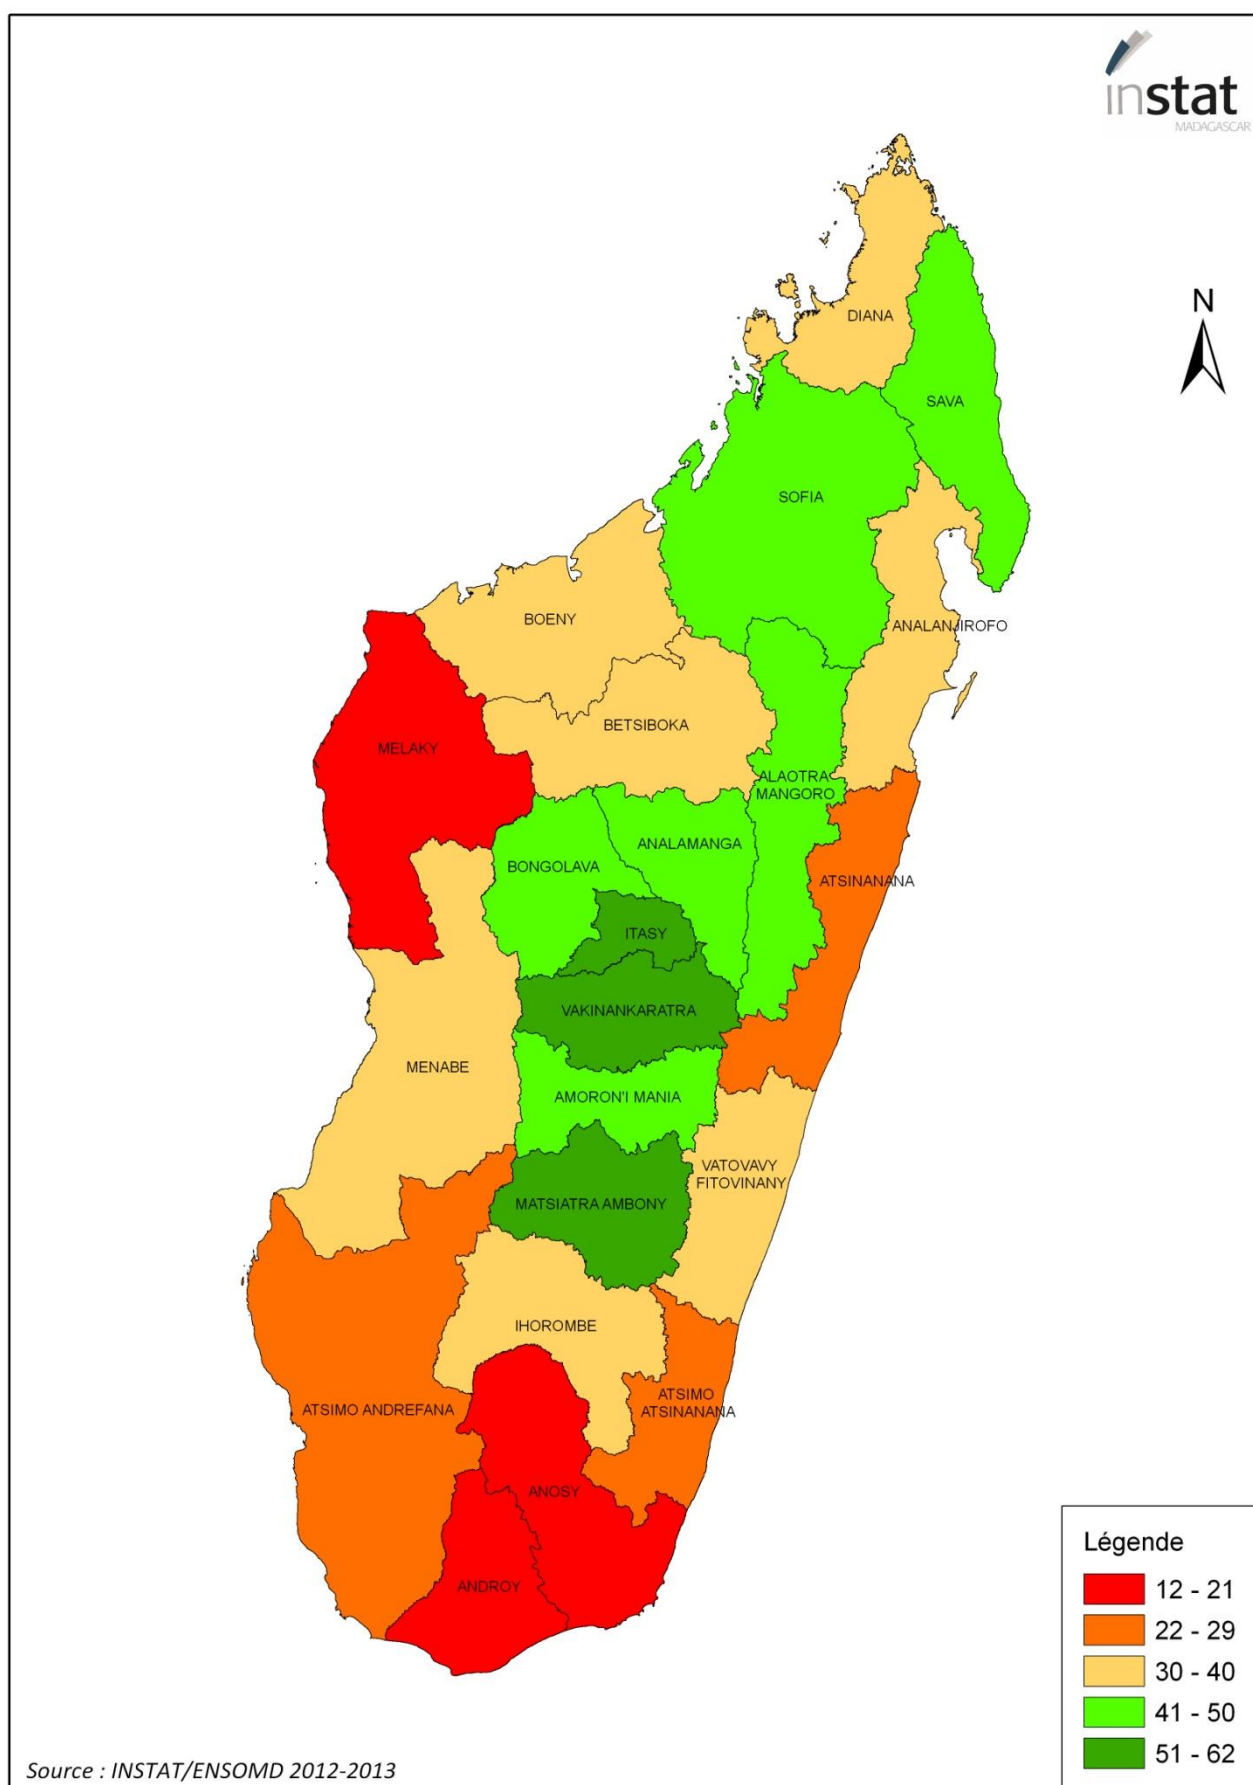 instat
MADAGASCAR
N
DIANA
SAVA
SOFIA
BOENY
ANALANJIROFO
BETSIBOKA
MELAKY
ALAOTRA
MANGORO
ANALAMANGA
BONGOLAVA
ATSINANANA
ITASY
VAKINANKARATRA
MENABE
AMORON'I MANIA
VATOVAVY
FITOVINANY
MATSIATRA AMBONY
IHOROMBE
ATSIMO
ATSINANANA
ATSIMO ANDREFANA
ANOSY
ANDROY
Légende
12 - 21
22 - 29
30 - 40
41 - 50
51 - 62
Source : INSTAT/ENSOMD 2012-2013